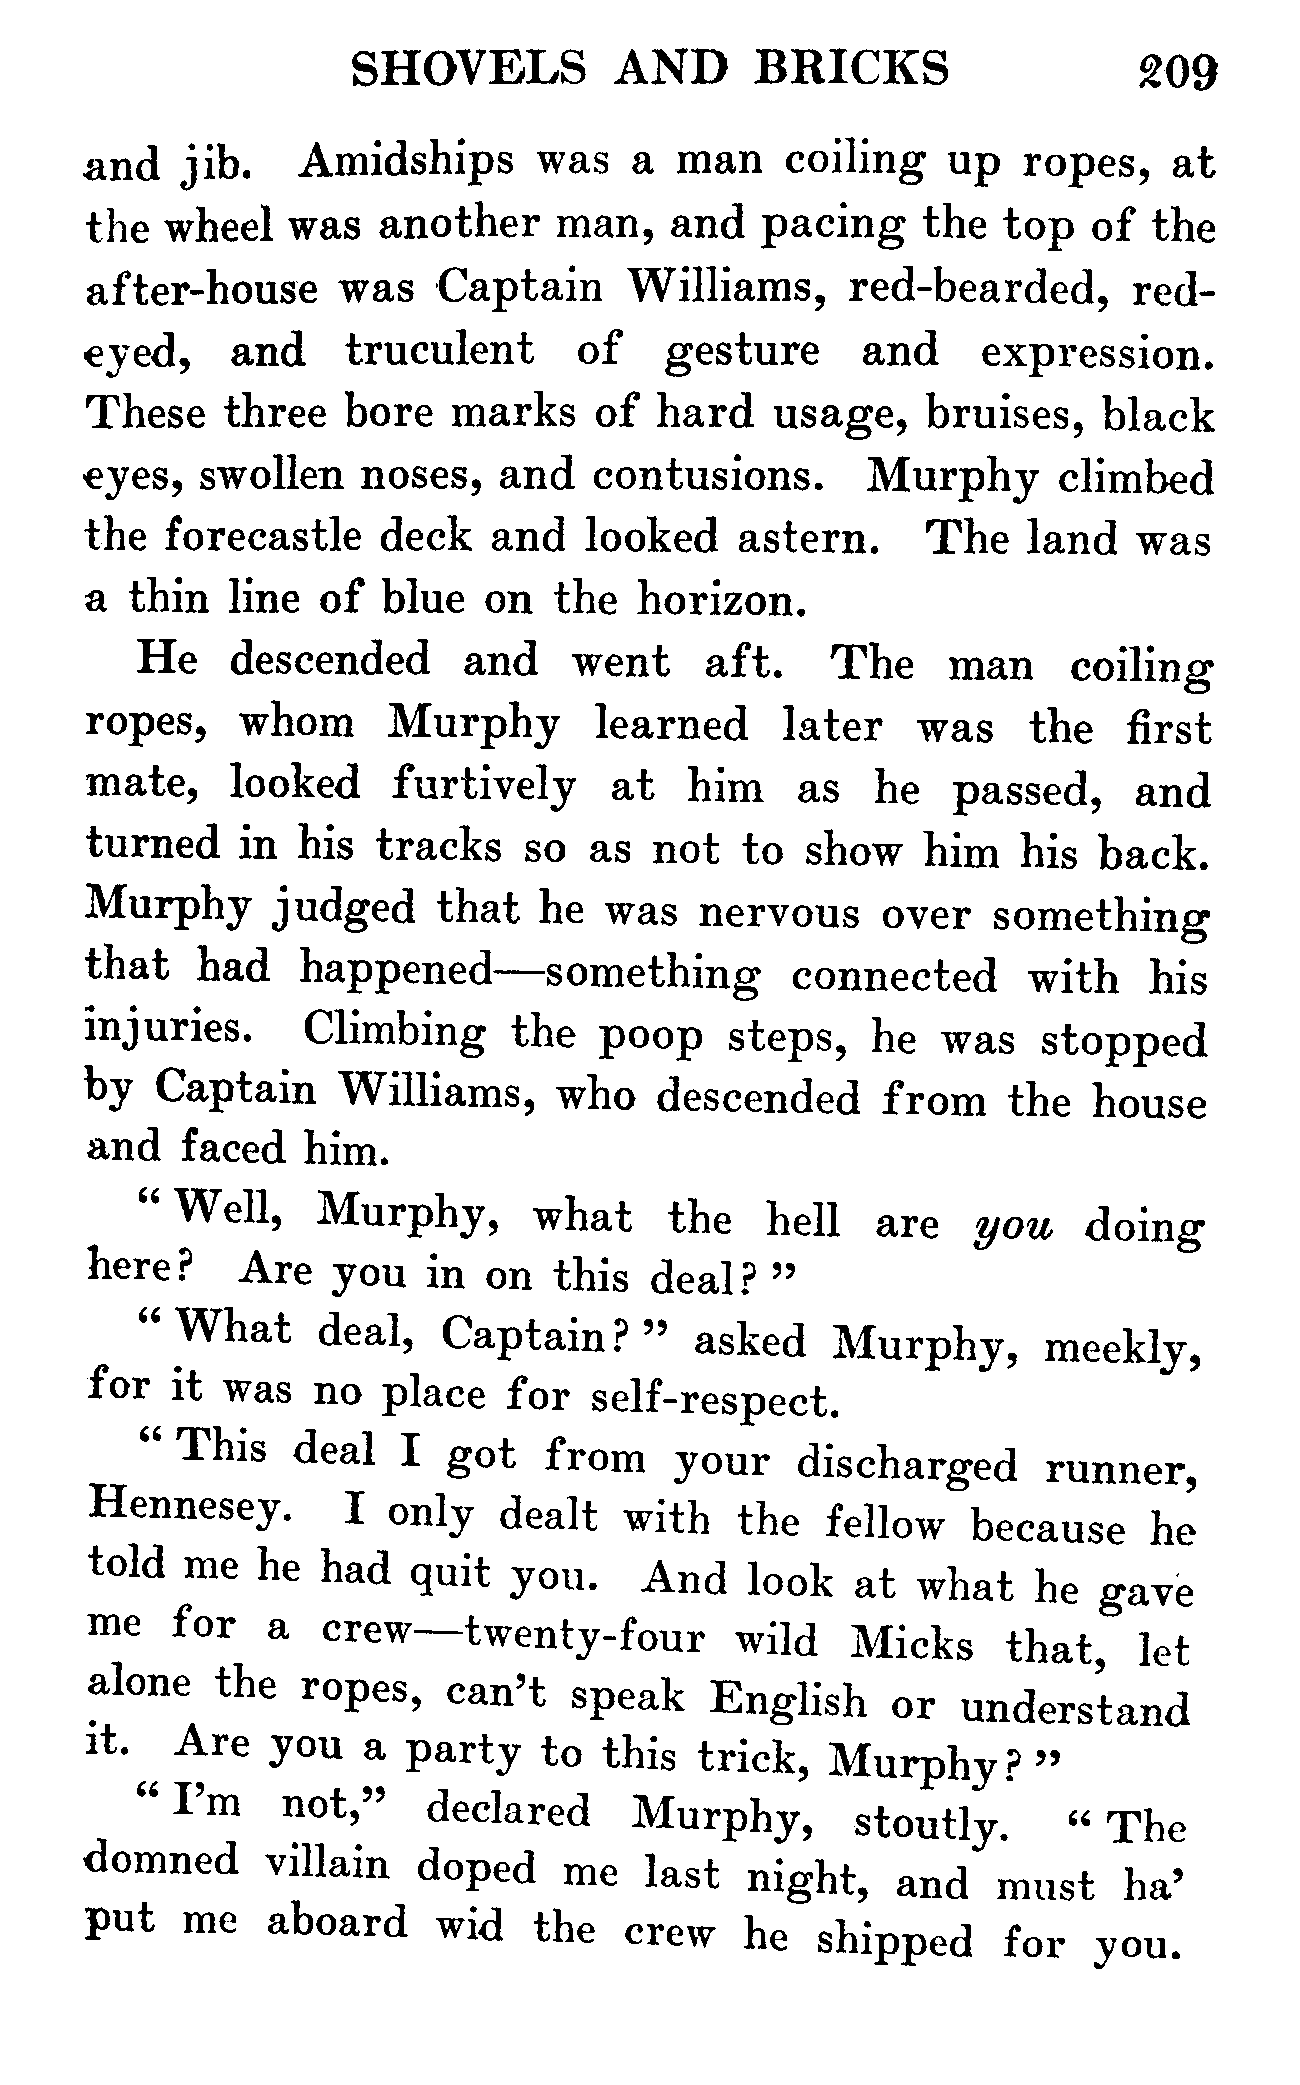 SHOVELS AND BRICKS 209
and jib. Amidships was a man coiling up ropes, at
the wheel was another man, and pacing the top of the
after-house was Captain Williams, red-bearded, red-
eyed, and truculent of gesture and expression.
These three bore marks of hard usage, bruises, black
eyes, swollen noses, and contusions. Murphy climbed
the forecastle deck and looked astern. The land was
a thin line of blue on the horizon.
He descended and went aft. The man coiling
ropes, whom Murphy learned later was the first
mate, looked furtively at him as he passed, and
turned in his tracks so as not to show him his back.
Murphy judged that he was nervous over something
that had happened—something connected with his
injuries. Climbing the poop steps, he was stopped
by Captain Williams, who descended from the house
and faced him.
“ Well, Murphy, what the hell are you doing
here? Are you in on this deal? ”
“ What deal, Captain? ” asked Murphy, meekly,
for it was no place for self-respect.
“ This deal I got from your discharged runner,
Hennesey. I only dealt with the fellow because he
told me he had quit you. And look at what he gave
me for a crew—twenty-four wild Micks that, let
alone the ropes, can’t speak English or understand
it. Are you a party to this trick, Murphy? ”
“ I’m not,” declared Murphy, stoutly. “ The
domned villain doped me last night, and must ha’
put me aboard wid the crew he shipped for you.